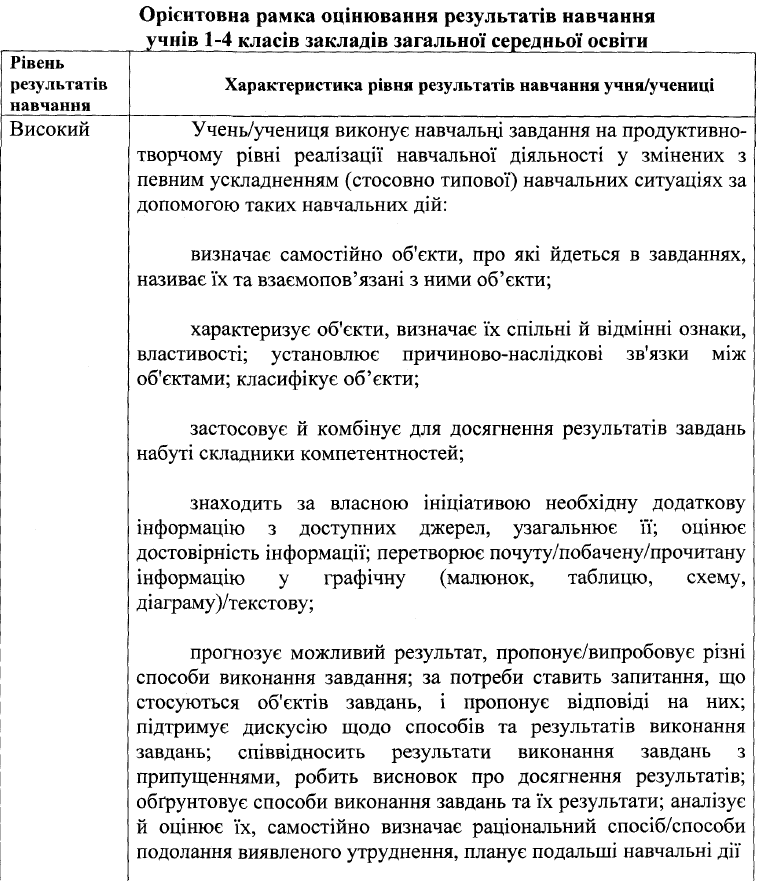 Орієнтовна рамка оцінювання результатів навчання
учнів 1-4 класів закладів загальної середньої освіти
Рівень
результатів
навчання
Характеристика рівня результатів навчання учня/учениці
Високий
Учень/учениця виконує навчальні завдання на продуктивно-
творчому рівні реалізації навчальної діяльності у змінених з
певним ускладненням (стосовно типової) навчальних ситуаціях за
допомогою таких навчальних дій:
визначає самостійно об'єкти, про які йдеться в завданнях,
називає їх та взаємопов’язані з ними об’єкти;
характеризує об'єкти, визначає їх спільні й відмінні ознаки,
властивості; установлює причиново-наслідкові зв'язки між
об'єктами; класифікує об’єкти;
застосовує й комбінує для досягнення результатів завдань
набуті складники компетентностей;
знаходить за власною ініціативою необхідну додаткову
інформацію з доступних джерел, узагальнює її; оцінює
достовірність інформації; перетворює почуту/побачену/прочитану
інформацію у графічну (малюнок, таблицю, схему,
діаграму)/текстову;
прогнозує можливий результат, пропонує/випробовує різні
способи виконання завдання; за потреби ставить запитання, що
стосуються об'єктів завдань, і пропонує відповіді на них;
підтримує дискусію щодо способів та результатів виконання
завдань; співвідносить результати виконання завдань з
припущеннями, робить висновок про досягнення результатів;
обґрунтовує способи виконання завдань та їх результати; аналізує
й оцінює їх, самостійно визначає раціональний спосіб/способи
подолання виявленого утруднення, планує подальші навчальні дії